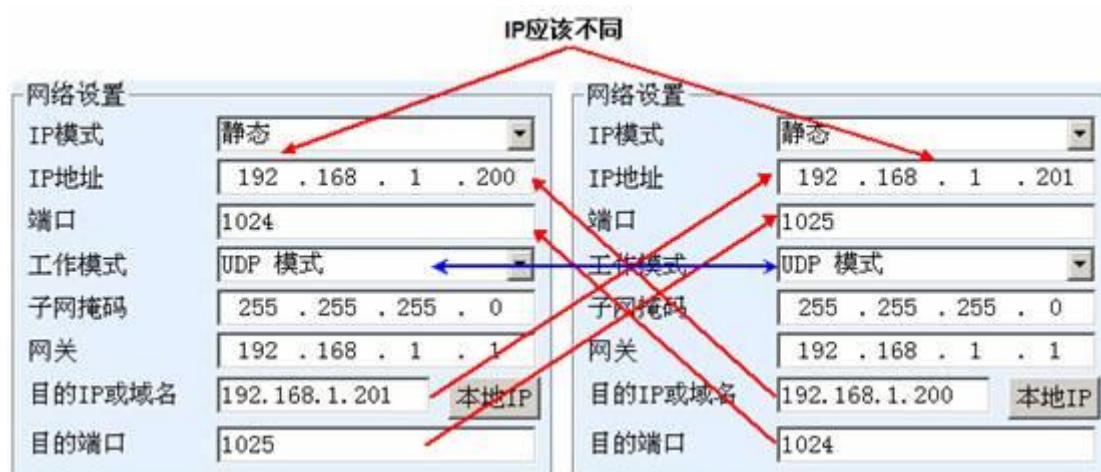 IP应该不同
网络设置
IP模式 静态
IP地址 192 . 168 . 1 . 200
端口 1024
工作模式 UDP 模式
子网掩码 255 . 255 . 255 . 0
网关 192 . 168 . 1 . 1
目的IP或域名 192.168.1.201 本地IP
目的端口 1025
网络设置
IP模式 静态
IP地址 192 . 168 . 1 . 201
端口 1025
工作模式 UDP 模式
子网掩码 255 . 255 . 255 . 0
网关 192 . 168 . 1 . 1
目的IP或域名 192.168.1.200 本地IP
目的端口 1024